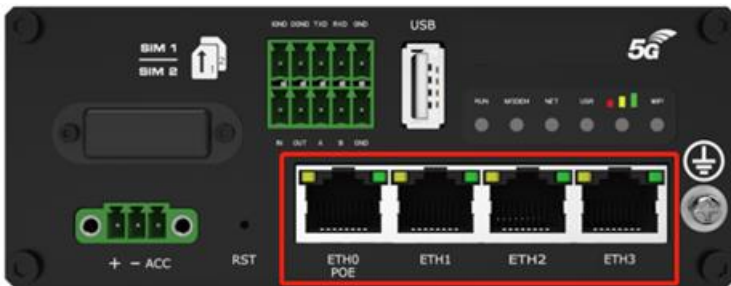 IGND DGND TXD RXD GND
USB
5G
SIM 1
SIM 2
RUN MODEM NET USR WIFI
IN OUT A B GND
+ − ACC
RST
ETH0
POE
ETH1
ETH2
ETH3